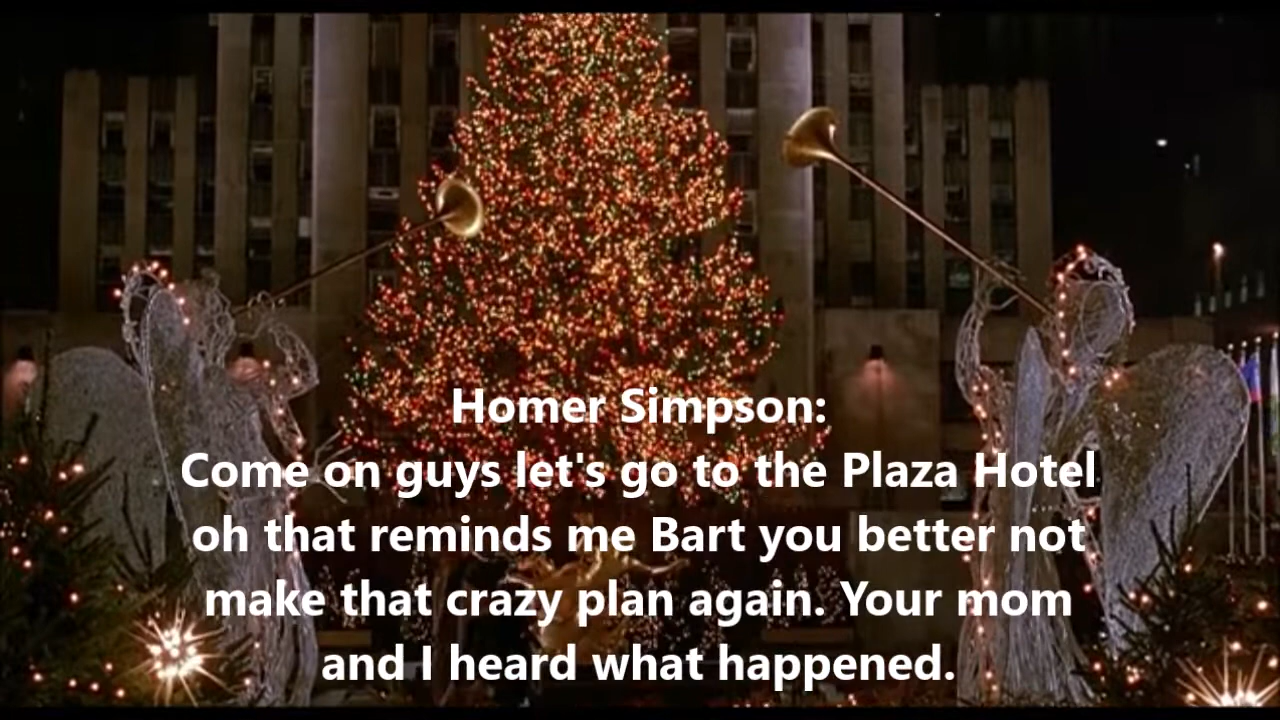 Homer Simpson:
Come on guys let's go to the Plaza Hotel
oh that reminds me Bart you better not
make that crazy plan again. Your mom
and I heard what happened.